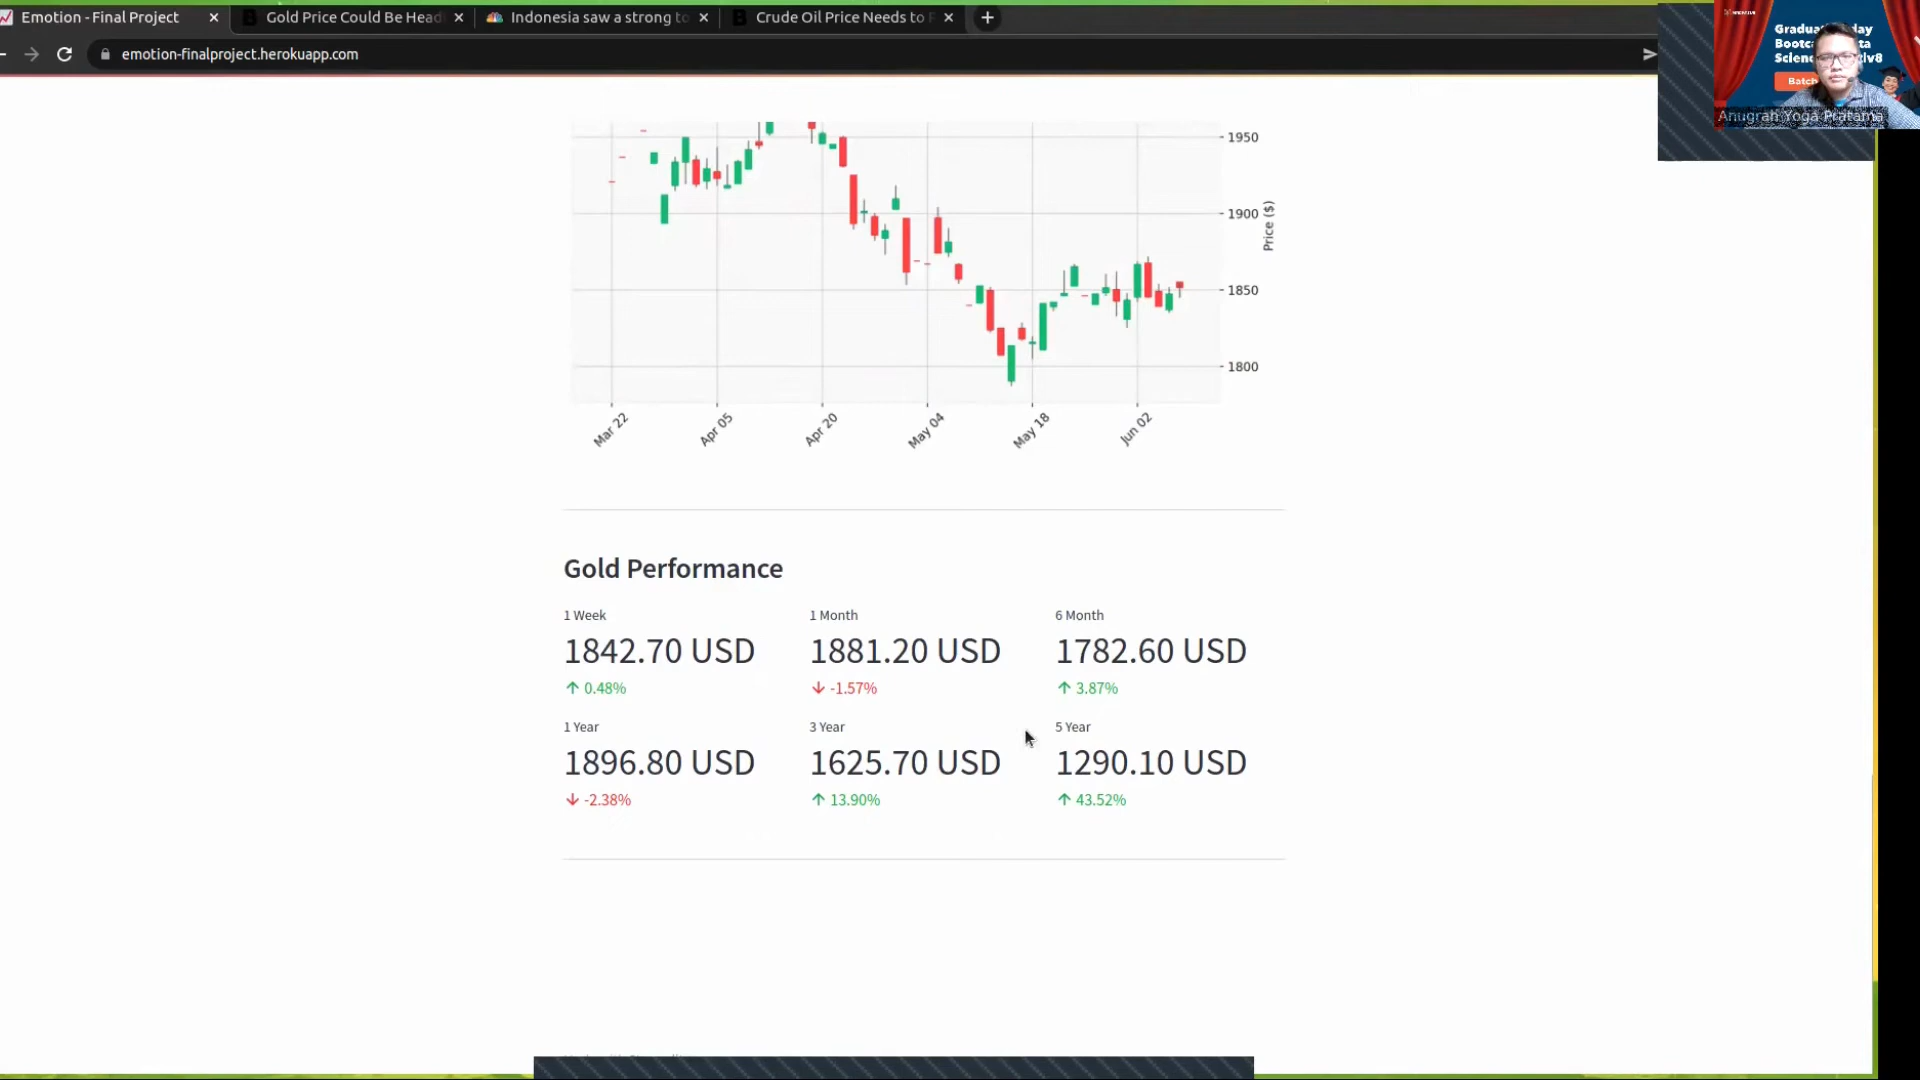 Emotion - Final Project
Gold Price Could Be Head
Indonesia saw a strong to
Crude Oil Price Needs to
emotion-finalproject.herokuapp.com
Anugrah Yoga Pratama
1950
1900
1850
1800
Price ($)
Mar 22
Apr 05
Apr 20
May 04
May 18
Jun 02
Gold Performance
1 Week
1 Month
6 Month
1842.70 USD
1881.20 USD
1782.60 USD
0.48%
-1.57%
3.87%
1 Year
3 Year
5 Year
1896.80 USD
1625.70 USD
1290.10 USD
-2.38%
13.90%
43.52%